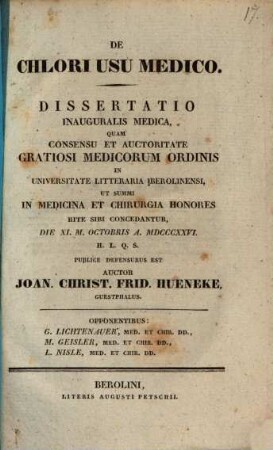 17.
DE
CHLORI USU MEDICO.
DISSERTATIO
INAUGURALIS MEDICA,
QUAM
CONSENSU ET AUCTORITATE
GRATIOSI MEDICORUM ORDINIS
IN
UNIVERSITATE LITTERARIA BEROLINENSI,
UT SUMMI
IN MEDICINA ET CHIRURGIA HONORES
RITE SIBI CONCEDANTUR,
DIE XI. M. OCTOBRIS A. MDCCCXXVI.
H. L. Q. S.
PUBLICE DEFENSURUS EST
AUCTOR
JOAN. CHRIST. FRID. HUENEKE,
GUESTPHALUS.
OPPONENTIBUS:
G. LICHTENAUER, MED. ET CHIR. DD.,
M. GEISLER, MED. ET CHIR. DD.,
L. NISLE, MED. ET CHIR. DD.
BEROLINI,
LITERIS AUGUSTI PETSCHII.